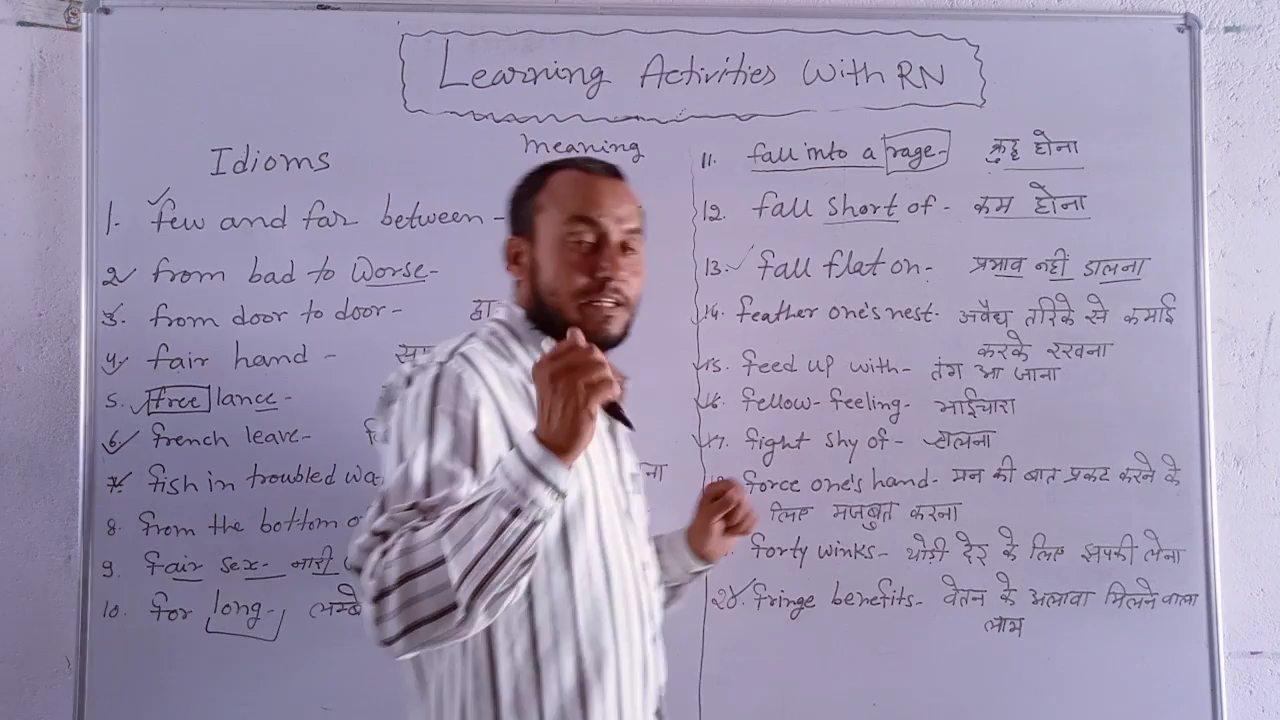 Learning Activities With RN
Idioms
Meaning
1. few and far between -
2. from bad to Worse -
3. from door to door -
4. fair hand -
5. free lance -
6. french leave -
7. fish in troubled wa
8. from the bottom o
9. fair sex - नारी
10. for long - लम्बे
11. fall into a rage - क्रुद्ध होना
12. fall short of - कम होना
13. fall flat on - प्रभाव नहीं डालना
14. feather one's nest - अवैध तरिके से कमाई
करके रखना
15. feed up with - तंग आ जाना
16. fellow-feeling - भाईचारा
17. fight shy of - टालना
force one's hand - मन की बात प्रकट करने के
लिए मजबुत करना
forty winks - थोड़ी देर के लिए झपकी लेना
20. fringe benefits - वेतन के अलावा मिलने वाला
लाभ